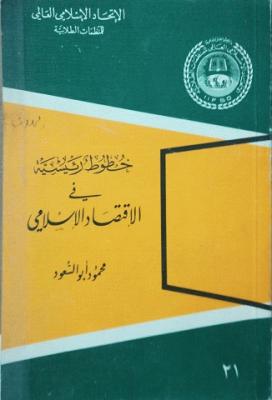 الاتحاد الإسلامي العالمي
للمنظمات الطلابية
I I F S O
خطوط رئيسية
في
الاقتصاد الإسلامي
محمود أبو السعود
٢١